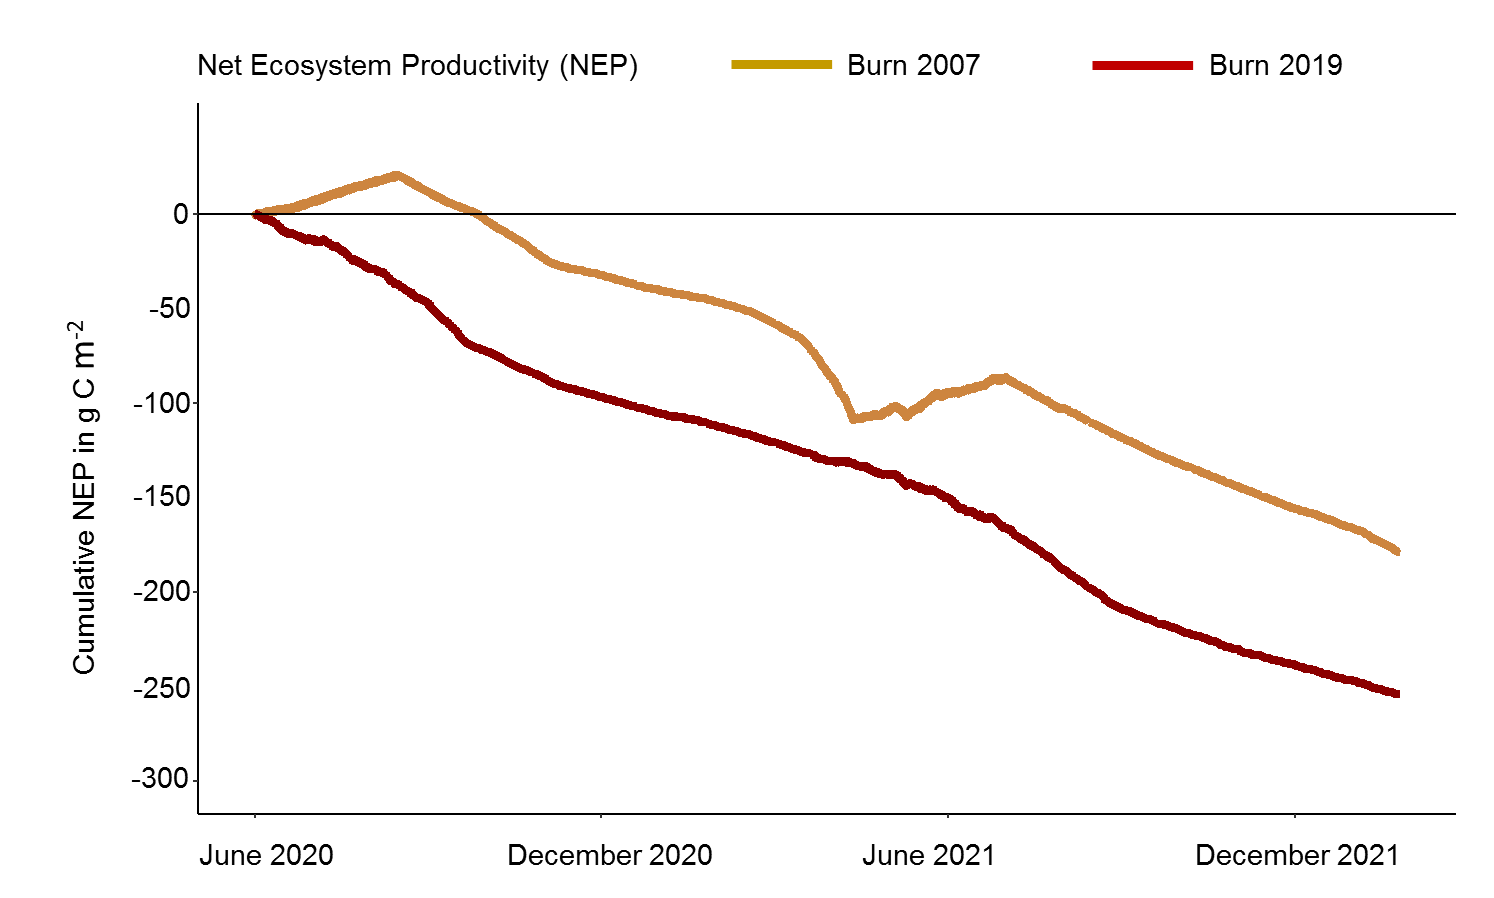 Net Ecosystem Productivity (NEP)
Burn 2007
Burn 2019
Cumulative NEP in g C m⁻²
0
-50
-100
-150
-200
-250
-300
June 2020
December 2020
June 2021
December 2021